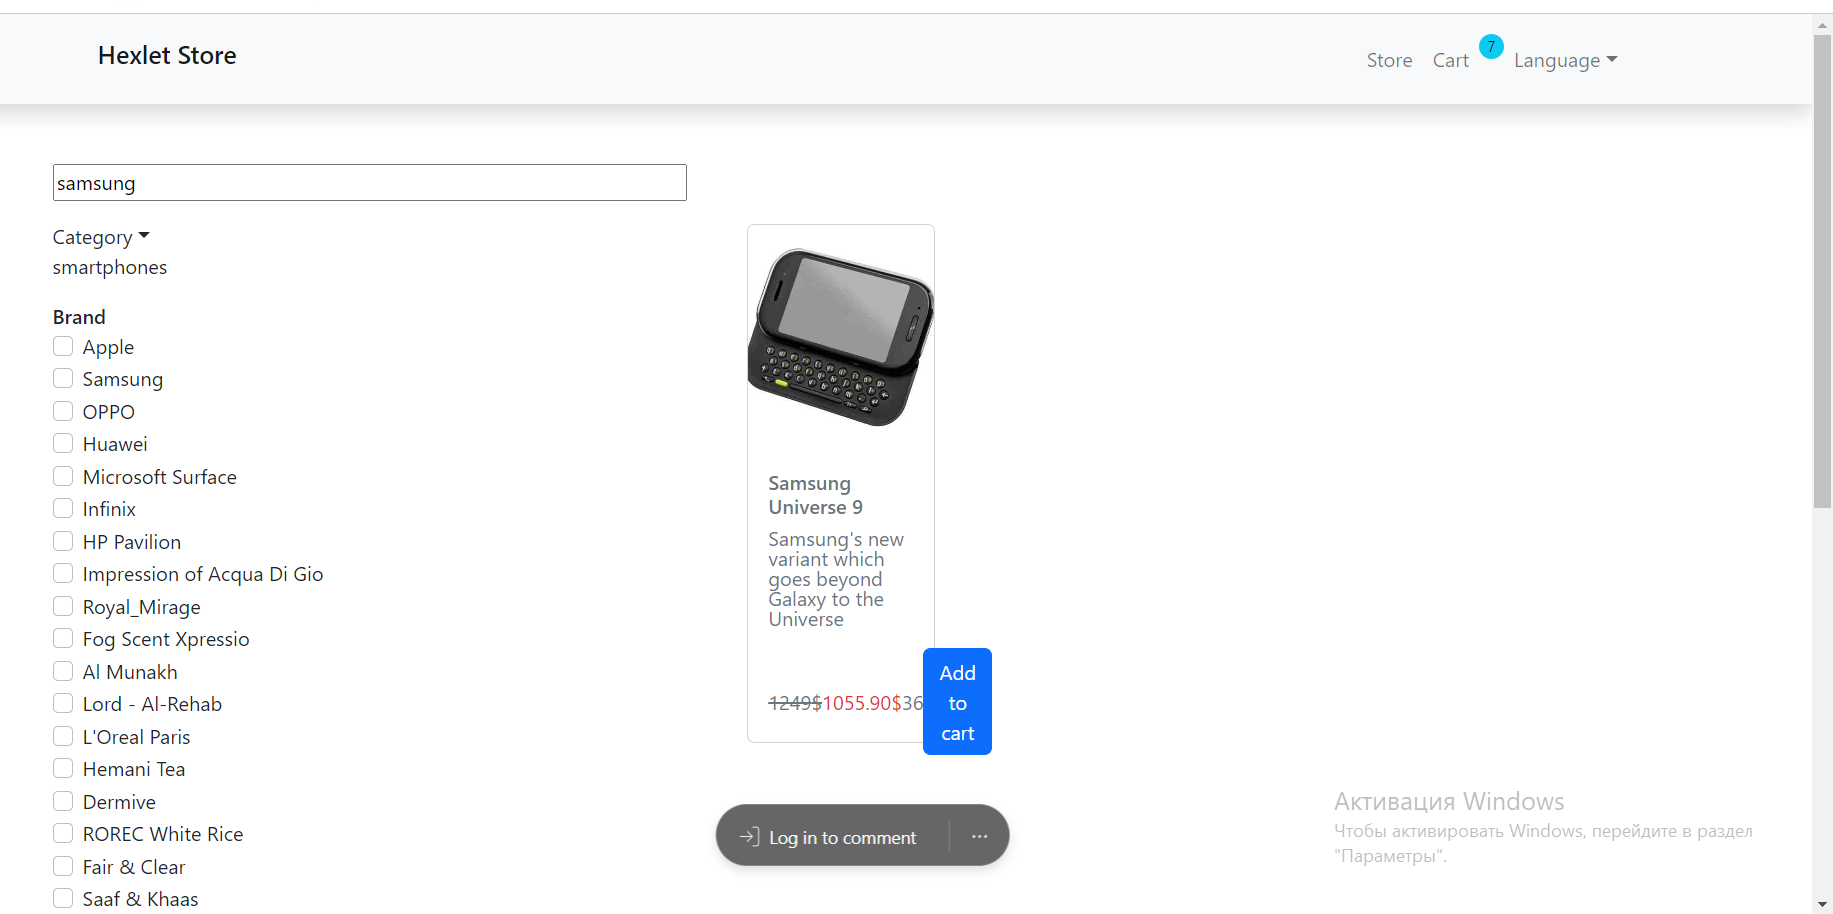 Hexlet Store
Store Cart 7 Language
samsung
Category
smartphones
Brand
Apple
Samsung
OPPO
Huawei
Microsoft Surface
Infinix
HP Pavilion
Impression of Acqua Di Gio
Royal_Mirage
Fog Scent Xpressio
Al Munakh
Lord - Al-Rehab
L'Oreal Paris
Hemani Tea
Dermive
ROREC White Rice
Fair & Clear
Saaf & Khaas
Samsung
Universe 9
Samsung's new
variant which
goes beyond
Galaxy to the
Universe
1249$1055.90$36
Add
to
cart
Log in to comment
Активация Windows
Чтобы активировать Windows, перейдите в раздел
"Параметры".